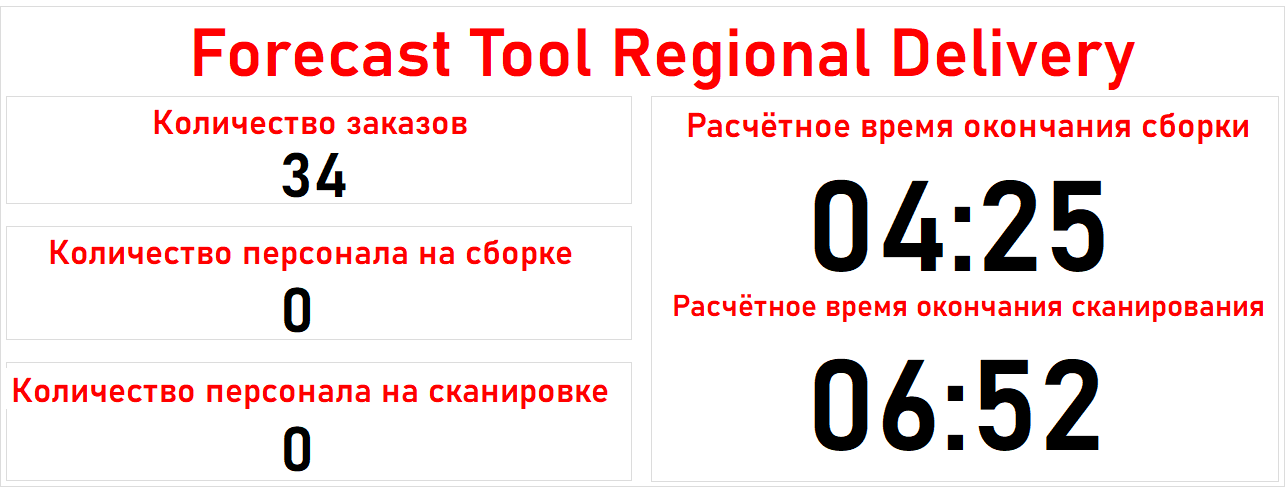 Forecast Tool Regional Delivery
Количество заказов
34
Количество персонала на сборке
0
Количество персонала на сканировке
0
Расчётное время окончания сборки
04:25
Расчётное время окончания сканирования
06:52